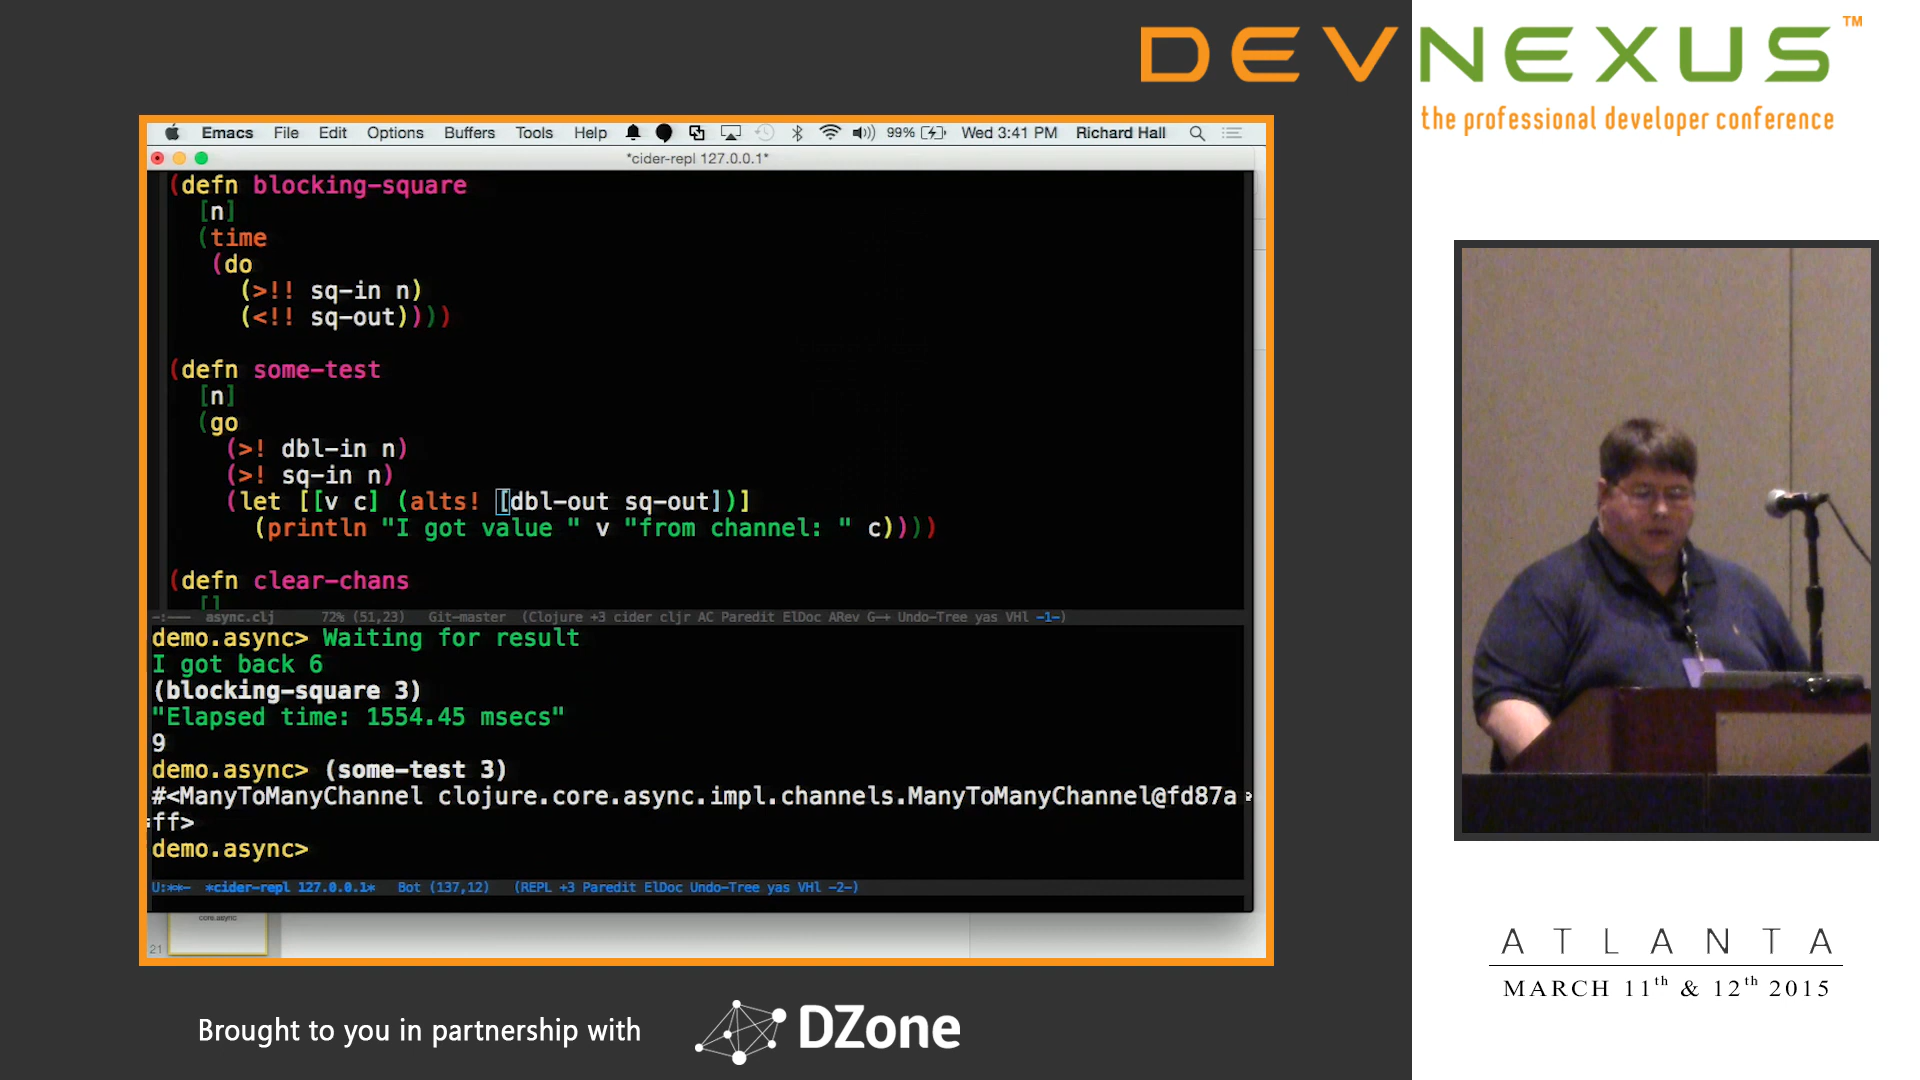 DEVNEXUS™
the professional developer conference
Emacs File Edit Options Buffers Tools Help 99% Wed 3:41 PM Richard Hall
*cider-repl 127.0.0.1*
(defn blocking-square
[n]
(time
(do
(>!! sq-in n)
(<!! sq-out))))
(defn some-test
[n]
(go
(>! dbl-in n)
(>! sq-in n)
(let [[v c] (alts! [dbl-out sq-out])]
(println "I got value " v "from channel: " c))))
(defn clear-chans
[]
-:--- async.clj 72% (51,23) Git-master (Clojure +3 cider cljr AC Paredit ElDoc ARev G-+ Undo-Tree yas VHl -1-)
demo.async> Waiting for result
I got back 6
(blocking-square 3)
"Elapsed time: 1554.45 msecs"
9
demo.async> (some-test 3)
#<ManyToManyChannel clojure.core.async.impl.channels.ManyToManyChannel@fd87a
ff>
demo.async>
U:**- *cider-repl 127.0.0.1* Bot (137,12) (REPL +3 Paredit ElDoc Undo-Tree yas VHl -2-)
core.async
21
ATLANTA
MARCH 11th & 12th 2015
Brought to you in partnership with DZone